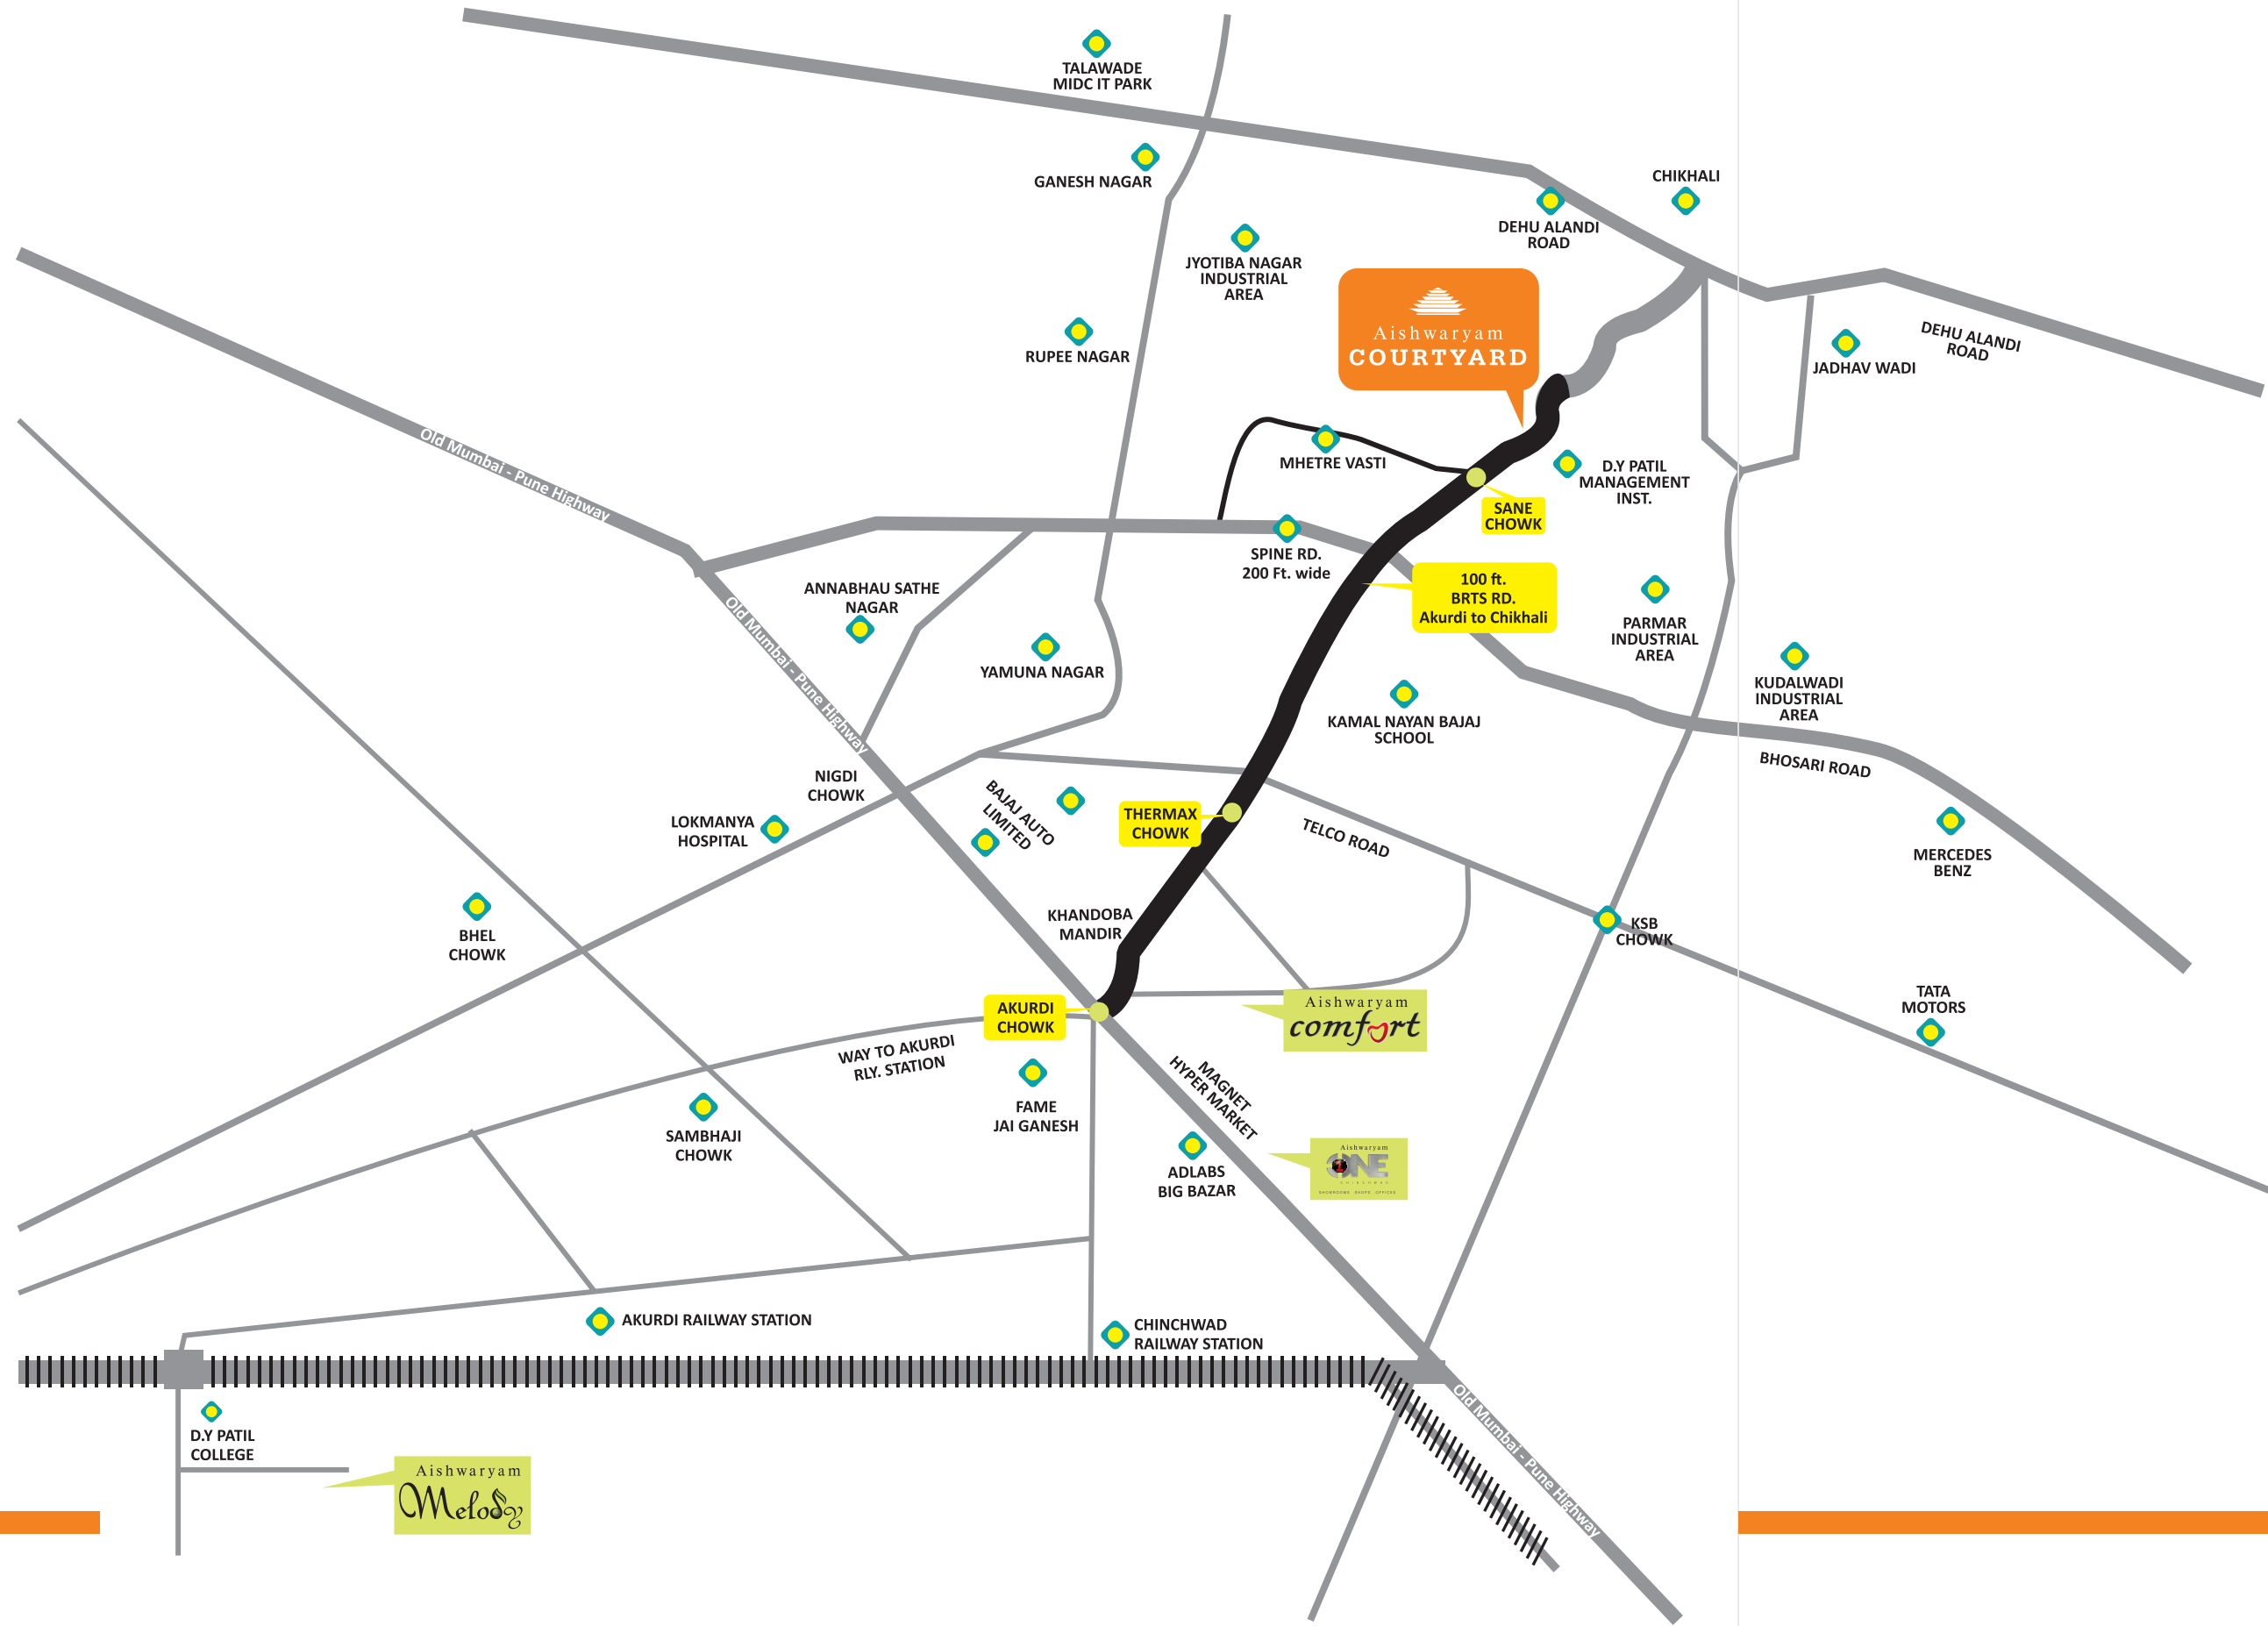 TALAWADE
MIDC IT PARK
GANESH NAGAR
CHIKHALI
DEHU ALANDI
ROAD
JYOTIBA NAGAR
INDUSTRIAL
AREA
Aishwaryam
COURTYARD
RUPEE NAGAR
DEHU ALANDI
ROAD
JADHAV WADI
Old Mumbai - Pune Highway
MHETRE VASTI
D.Y PATIL
MANAGEMENT
INST.
SANE
CHOWK
SPINE RD.
200 Ft. wide
100 ft.
BRTS RD.
Akurdi to Chikhali
ANNABHAU SATHE
NAGAR
Old Mumbai - Pune Highway
PARMAR
INDUSTRIAL
AREA
YAMUNA NAGAR
KUDALWADI
INDUSTRIAL
AREA
KAMAL NAYAN BAJAJ
SCHOOL
BHOSARI ROAD
NIGDI
CHOWK
BAJAJ AUTO
LIMITED
THERMAX
CHOWK
TELCO ROAD
LOKMANYA
HOSPITAL
MERCEDES
BENZ
KHANDOBA
MANDIR
KSB
CHOWK
BHEL
CHOWK
AKURDI
CHOWK
Aishwaryam
comfort
TATA
MOTORS
WAY TO AKURDI
RLY. STATION
MAGNET
HYPER MARKET
FAME
JAI GANESH
SAMBHAJI
CHOWK
ADLABS
BIG BAZAR
Aishwaryam
ONE
CHINCHWAD
SHOWROOMS SHOPS OFFICES
AKURDI RAILWAY STATION
CHINCHWAD
RAILWAY STATION
Old Mumbai - Pune Highway
D.Y PATIL
COLLEGE
Aishwaryam
Melody